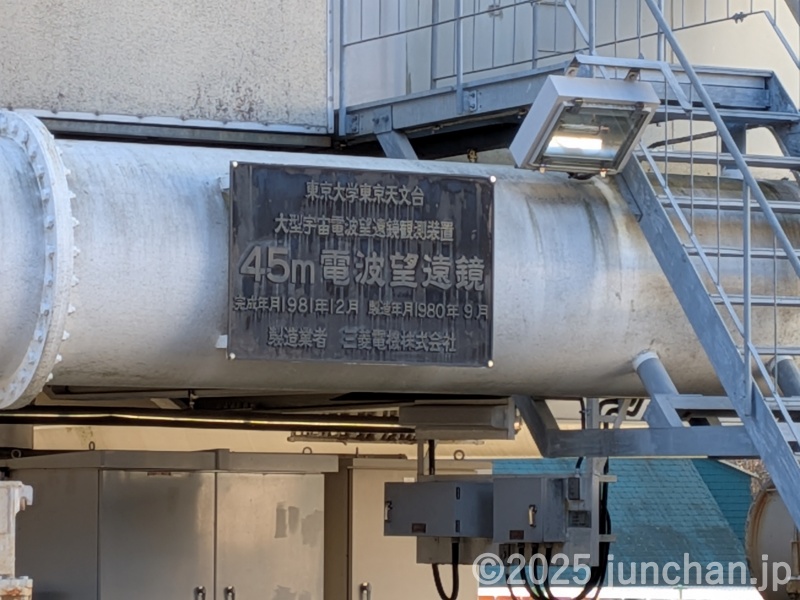 東京大学東京天文台
大型宇宙電波望遠鏡観測装置
45m電波望遠鏡
完成年月1981年12月 製造年月1980年9月
製造業者 三菱電機株式会社
©2025 junchan.jp